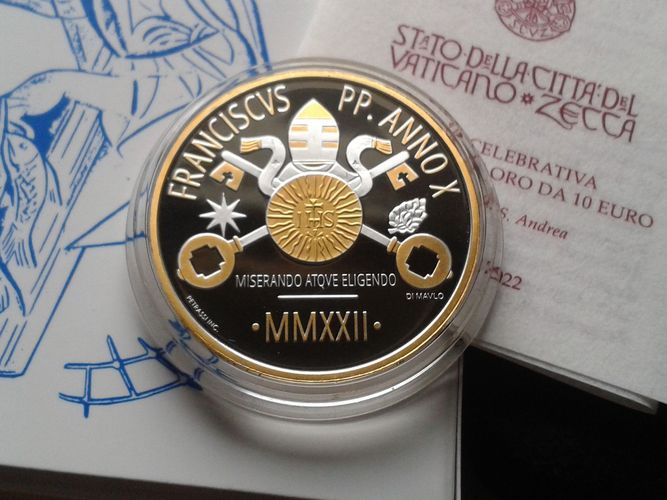 FRANCISCVS PP. ANNO X
IHS
MISERANDO ATQVE ELIGENDO
PETRASSI INC.
DI MAVLO
·MMXXII·
STATO·DELLA·CITTÀ·DEL
VATICANO * ZECCA
CELEBRATIVA
ORO DA 10 EURO
S. Andrea
2022